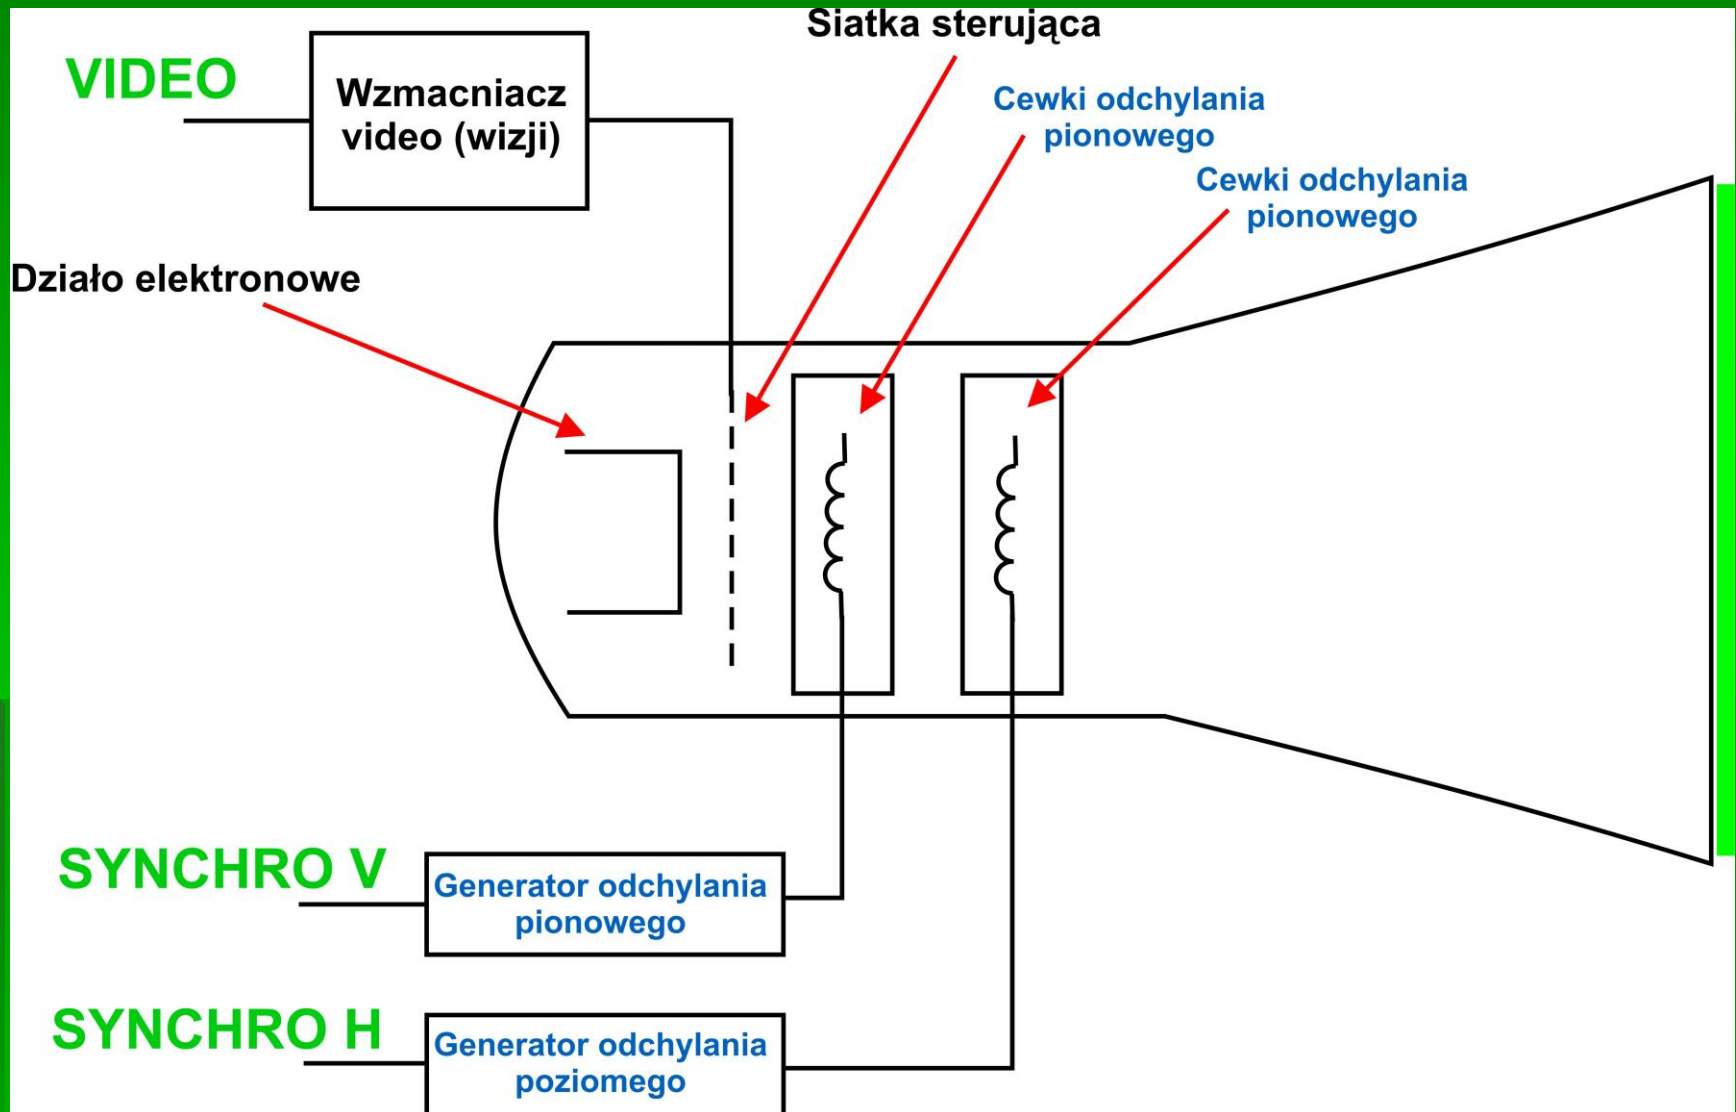 Siatka sterująca
VIDEO
Wzmacniacz
video (wizji)
Cewki odchylania
pionowego
Cewki odchylania
pionowego
Działo elektronowe
SYNCHRO V
Generator odchylania
pionowego
SYNCHRO H
Generator odchylania
poziomego